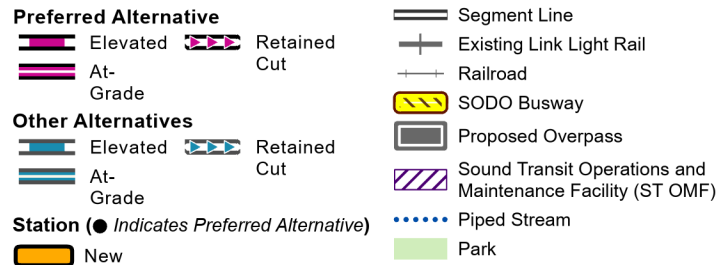 Preferred Alternative
Elevated
Retained
Cut
At-
Grade
Other Alternatives
Elevated
Retained
Cut
At-
Grade
Station (● Indicates Preferred Alternative)
New
Segment Line
Existing Link Light Rail
Railroad
SODO Busway
Proposed Overpass
Sound Transit Operations and
Maintenance Facility (ST OMF)
Piped Stream
Park